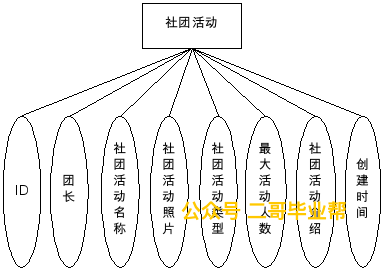 社团活动
ID
团长
社团活动名称
社团活动照片
社团活动类型
最大活动人数
社团活动介绍
创建时间
公众号 二哥毕业帮